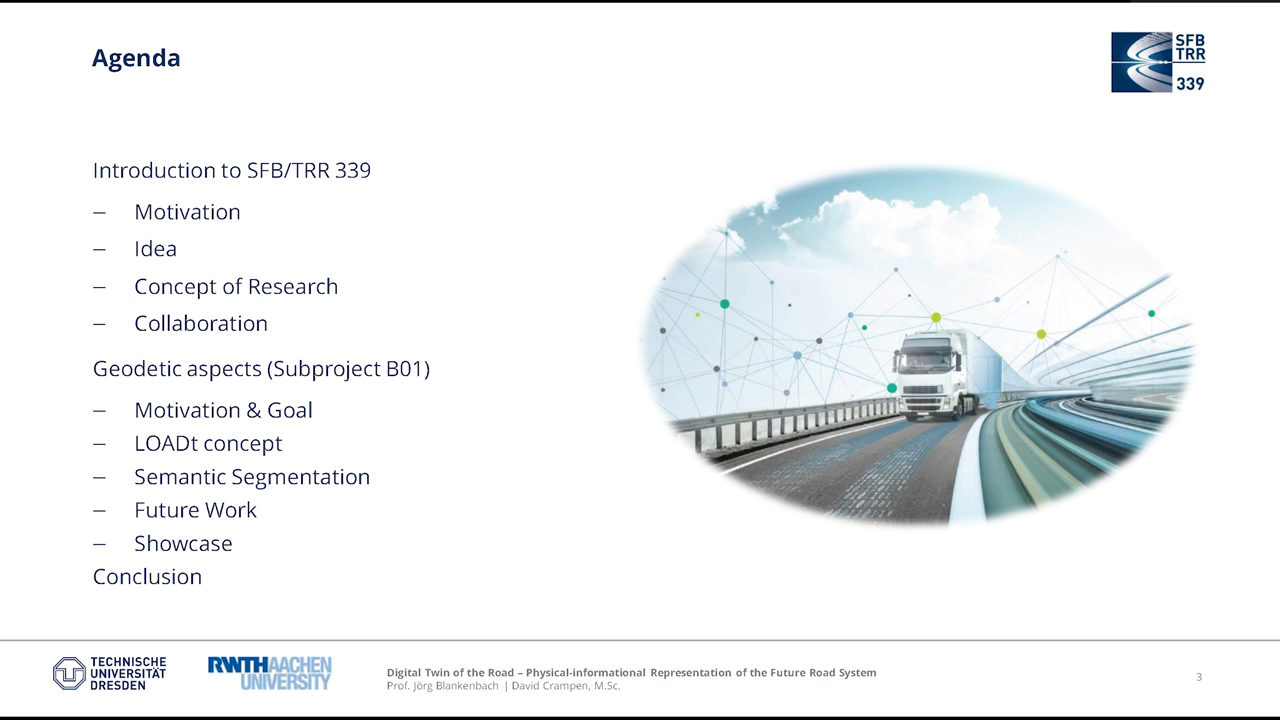 Agenda
SFB
TRR
339
Introduction to SFB/TRR 339
– Motivation
– Idea
– Concept of Research
– Collaboration
Geodetic aspects (Subproject B01)
– Motivation & Goal
– LOADt concept
– Semantic Segmentation
– Future Work
– Showcase
Conclusion
TECHNISCHE
UNIVERSITÄT
DRESDEN
RWTHAACHEN
UNIVERSITY
Digital Twin of the Road – Physical-informational Representation of the Future Road System
Prof. Jörg Blankenbach | David Crampen, M.Sc.
3